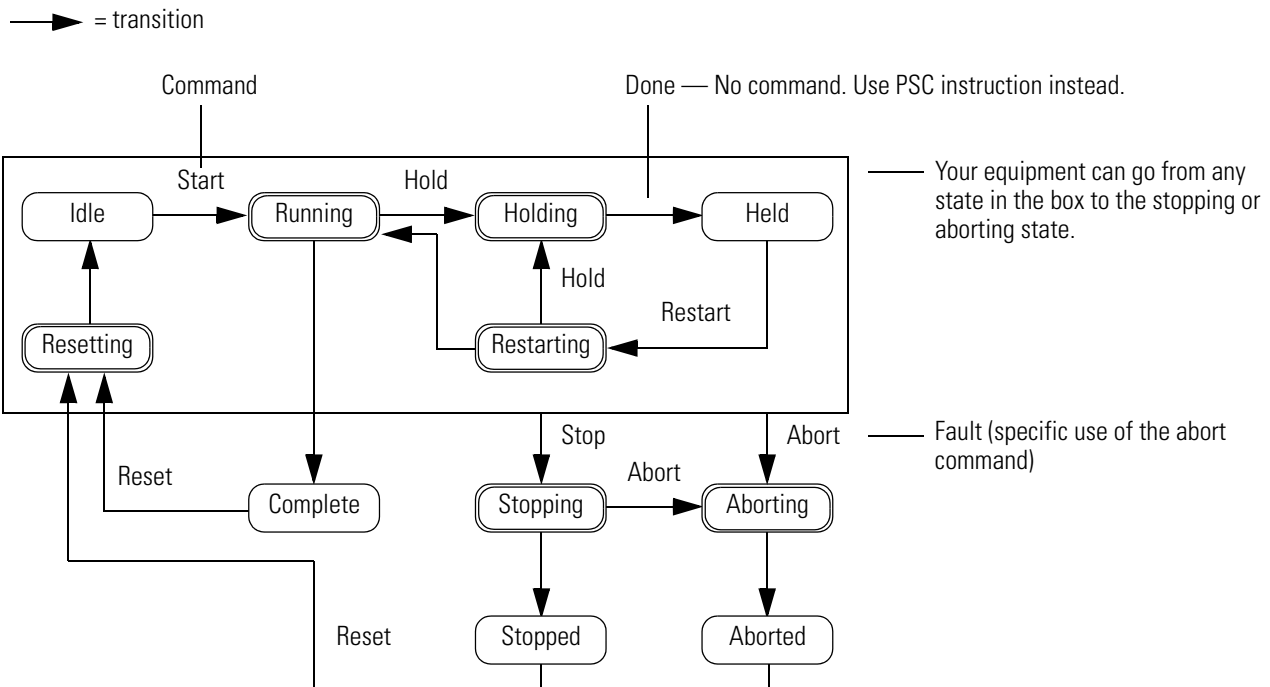 = transition
Command
Done — No command. Use PSC instruction instead.
Start
Hold
Idle
Running
Holding
Held
Your equipment can go from any
state in the box to the stopping or
aborting state.
Hold
Restart
Resetting
Restarting
Stop
Abort
Fault (specific use of the abort
command)
Reset
Abort
Complete
Stopping
Aborting
Reset
Stopped
Aborted